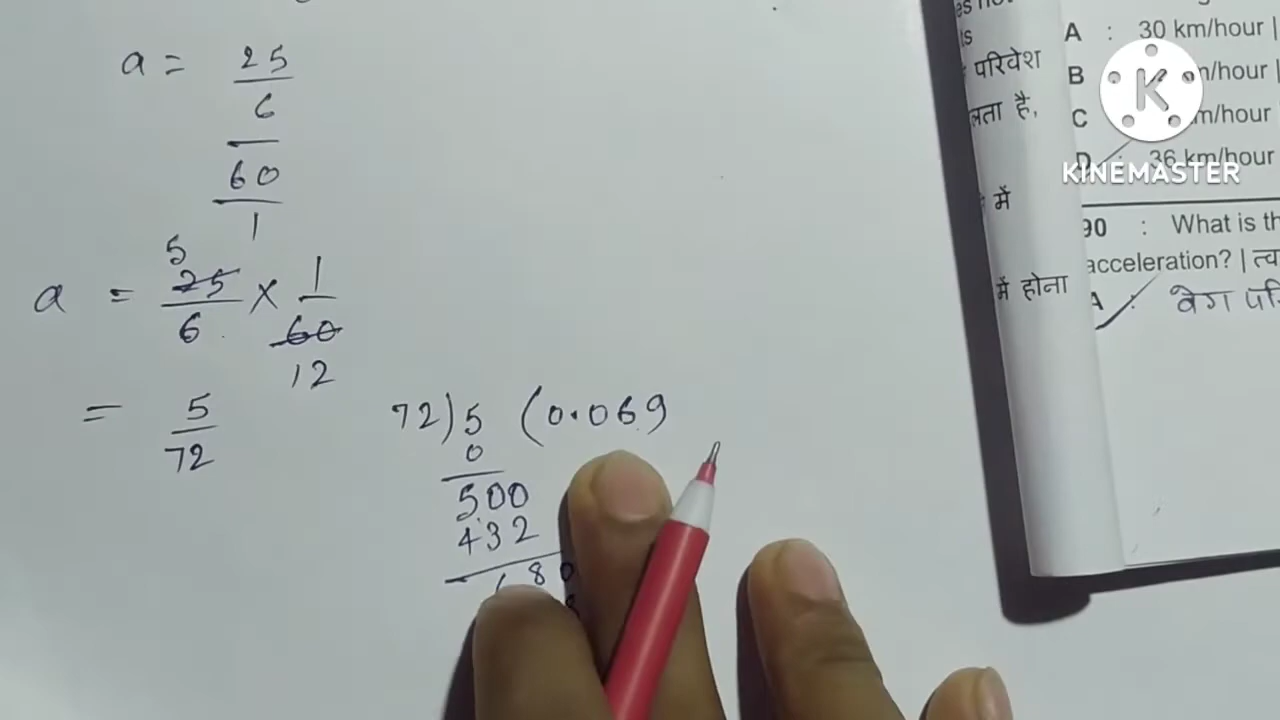 a = 25
6
60
1
a = 5 25 × 1
6 60
12
= 5
72
72 ) 5 ( 0.069
0
500
432
680
परिवेश
है,
में
में होना
A : 30 km/hour |
B m/hour |
C m/hour
D : 36 km/hour
K
KINEMASTER
90 : What is th
acceleration? |
A : वेग